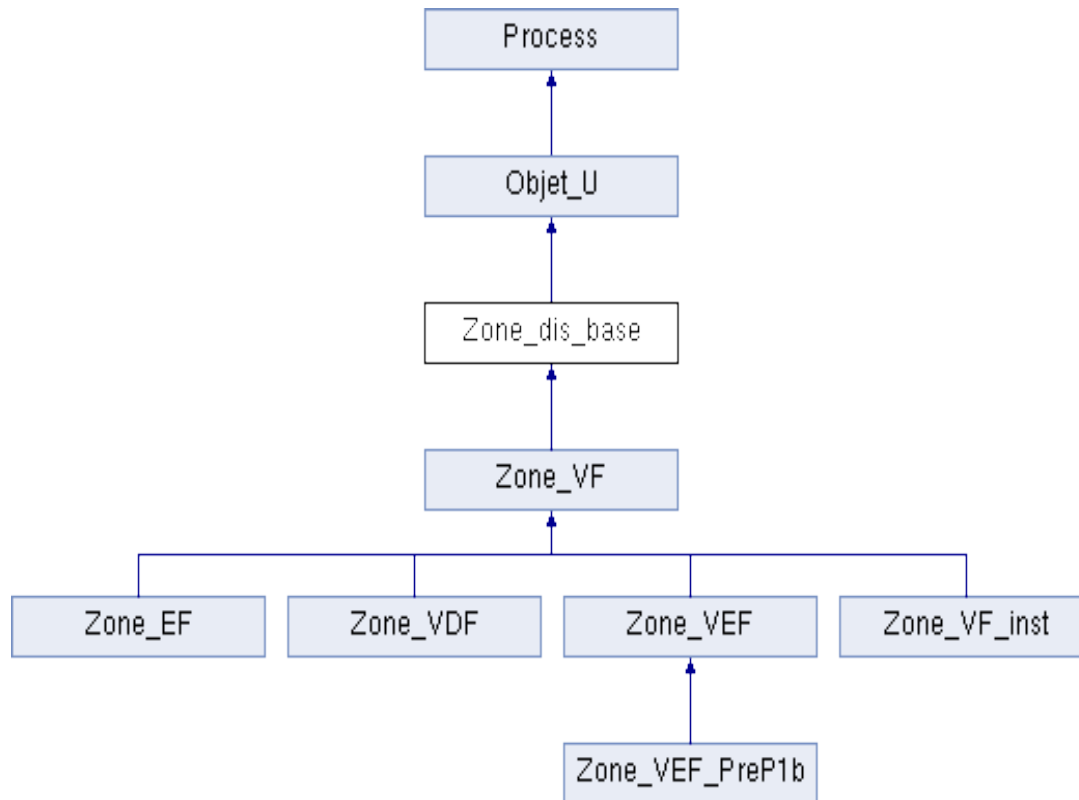 Process
Objet_U
Zone_dis_base
Zone_VF
Zone_EF
Zone_VDF
Zone_VEF
Zone_VF_inst
Zone_VEF_PreP1b